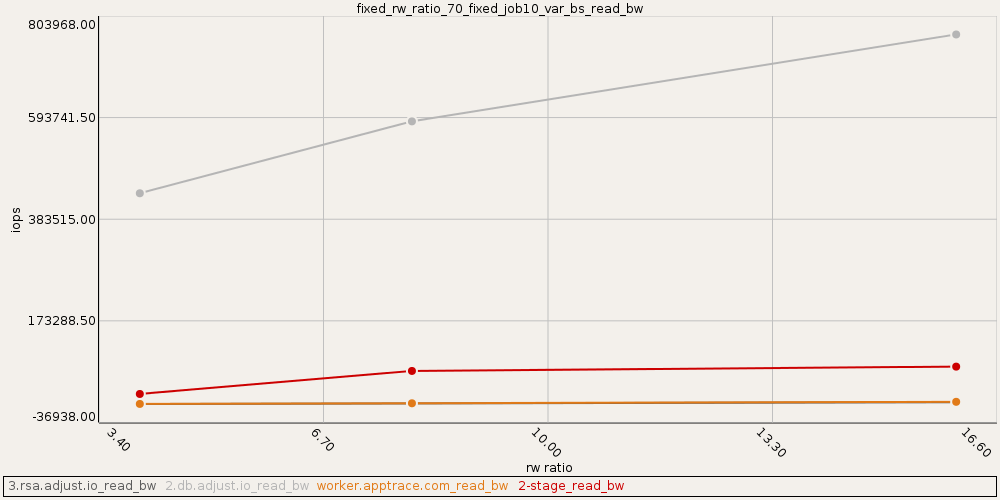 fixed_rw_ratio_70_fixed_job10_var_bs_read_bw
803968.00
593741.50
383515.00
173288.50
-36938.00
iops
3.40 6.70 10.00 13.30 16.60
rw ratio
3.rsa.adjust.io_read_bw 2.db.adjust.io_read_bw worker.apptrace.com_read_bw 2-stage_read_bw